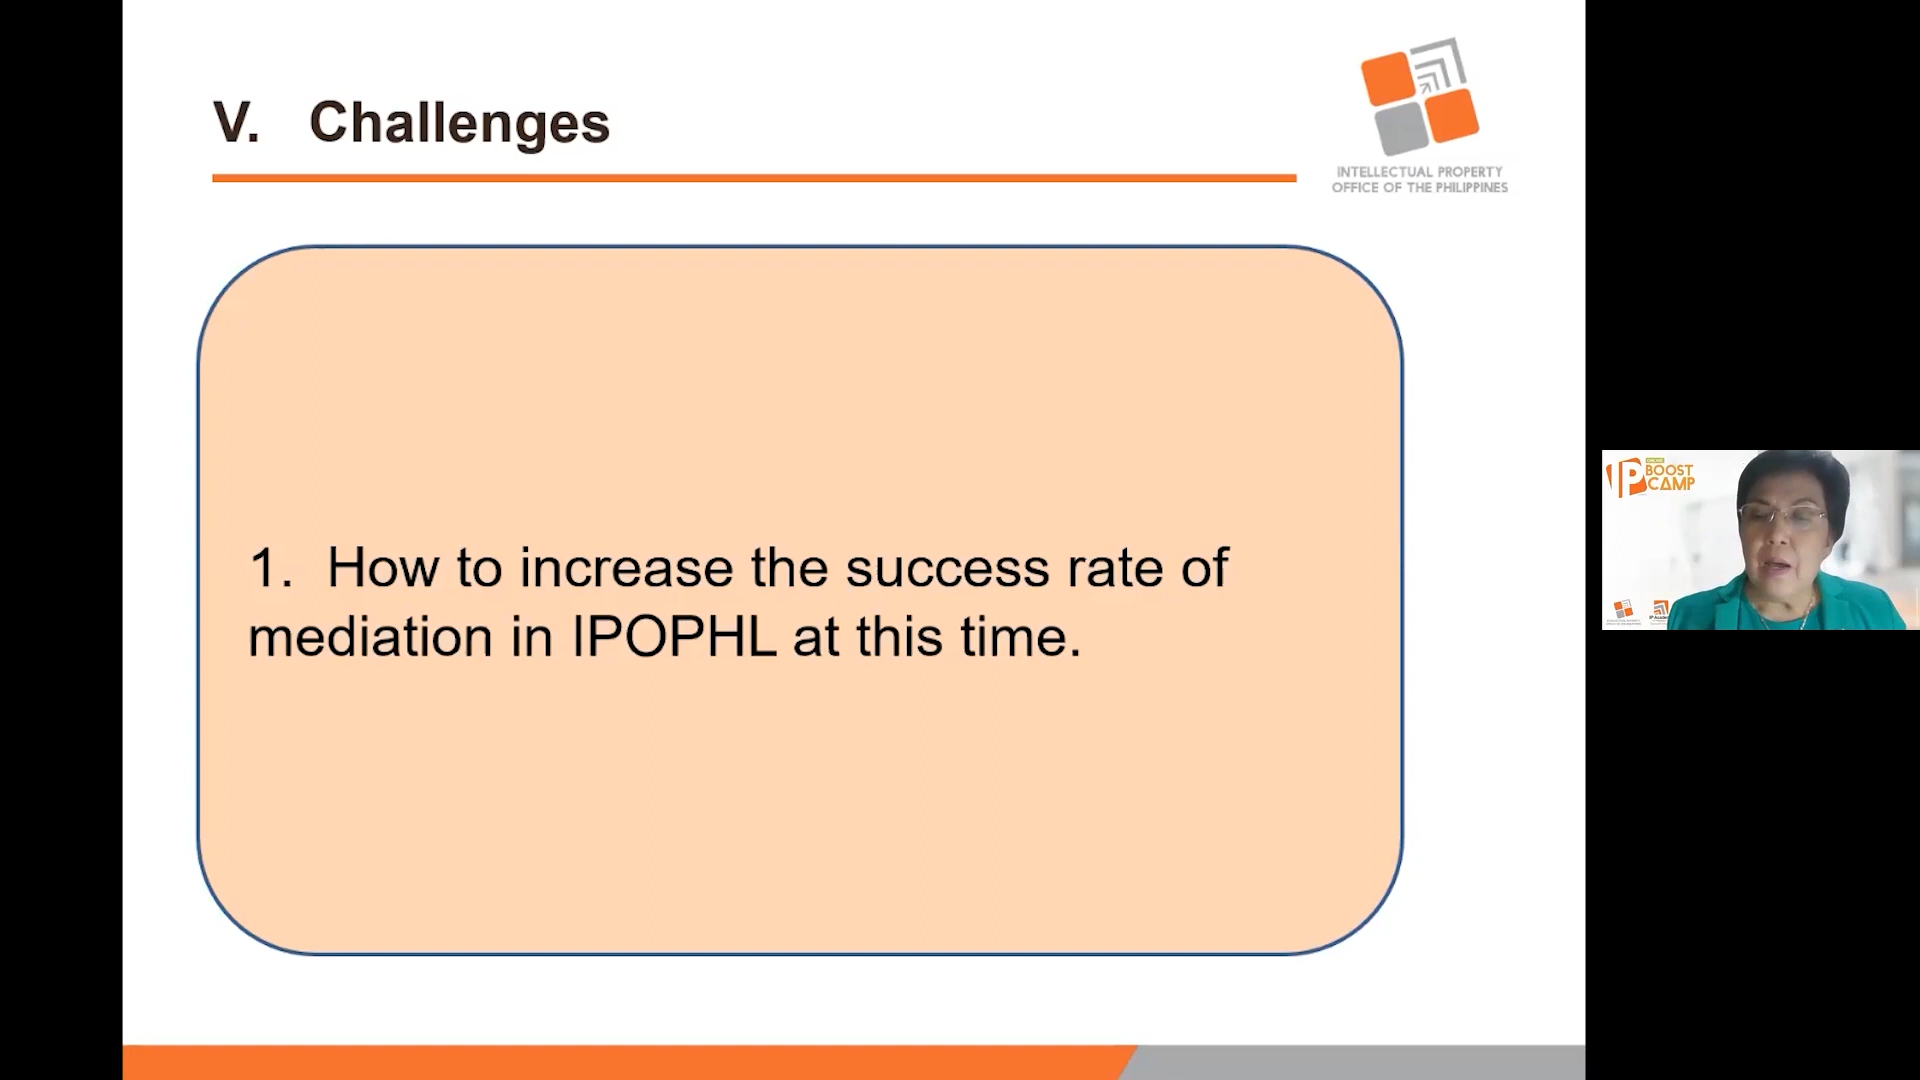 V. Challenges
INTELLECTUAL PROPERTY
OFFICE OF THE PHILIPPINES
1. How to increase the success rate of
mediation in IPOPHL at this time.
IP BOOST
CAMP